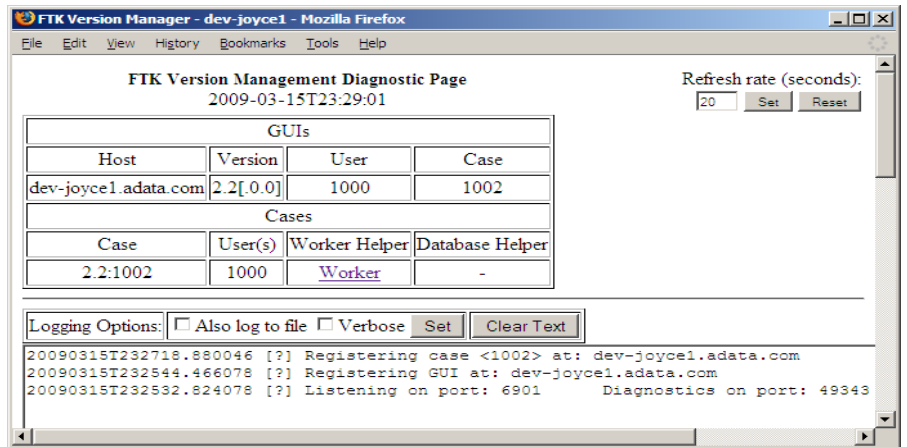 FTK Version Manager - dev-joyce1 - Mozilla Firefox
File Edit View History Bookmarks Tools Help
FTK Version Management Diagnostic Page
2009-03-15T23:29:01
Refresh rate (seconds):
20 Set Reset
GUIs
Host Version User Case
dev-joyce1.adata.com 2.2[.0.0] 1000 1002
Cases
Case User(s) Worker Helper Database Helper
2.2:1002 1000 Worker -
Logging Options: Also log to file Verbose Set Clear Text
20090315T232718.880046 [?] Registering case <1002> at: dev-joyce1.adata.com
20090315T232544.466078 [?] Registering GUI at: dev-joyce1.adata.com
20090315T232532.824078 [?] Listening on port: 6901 Diagnostics on port: 49343